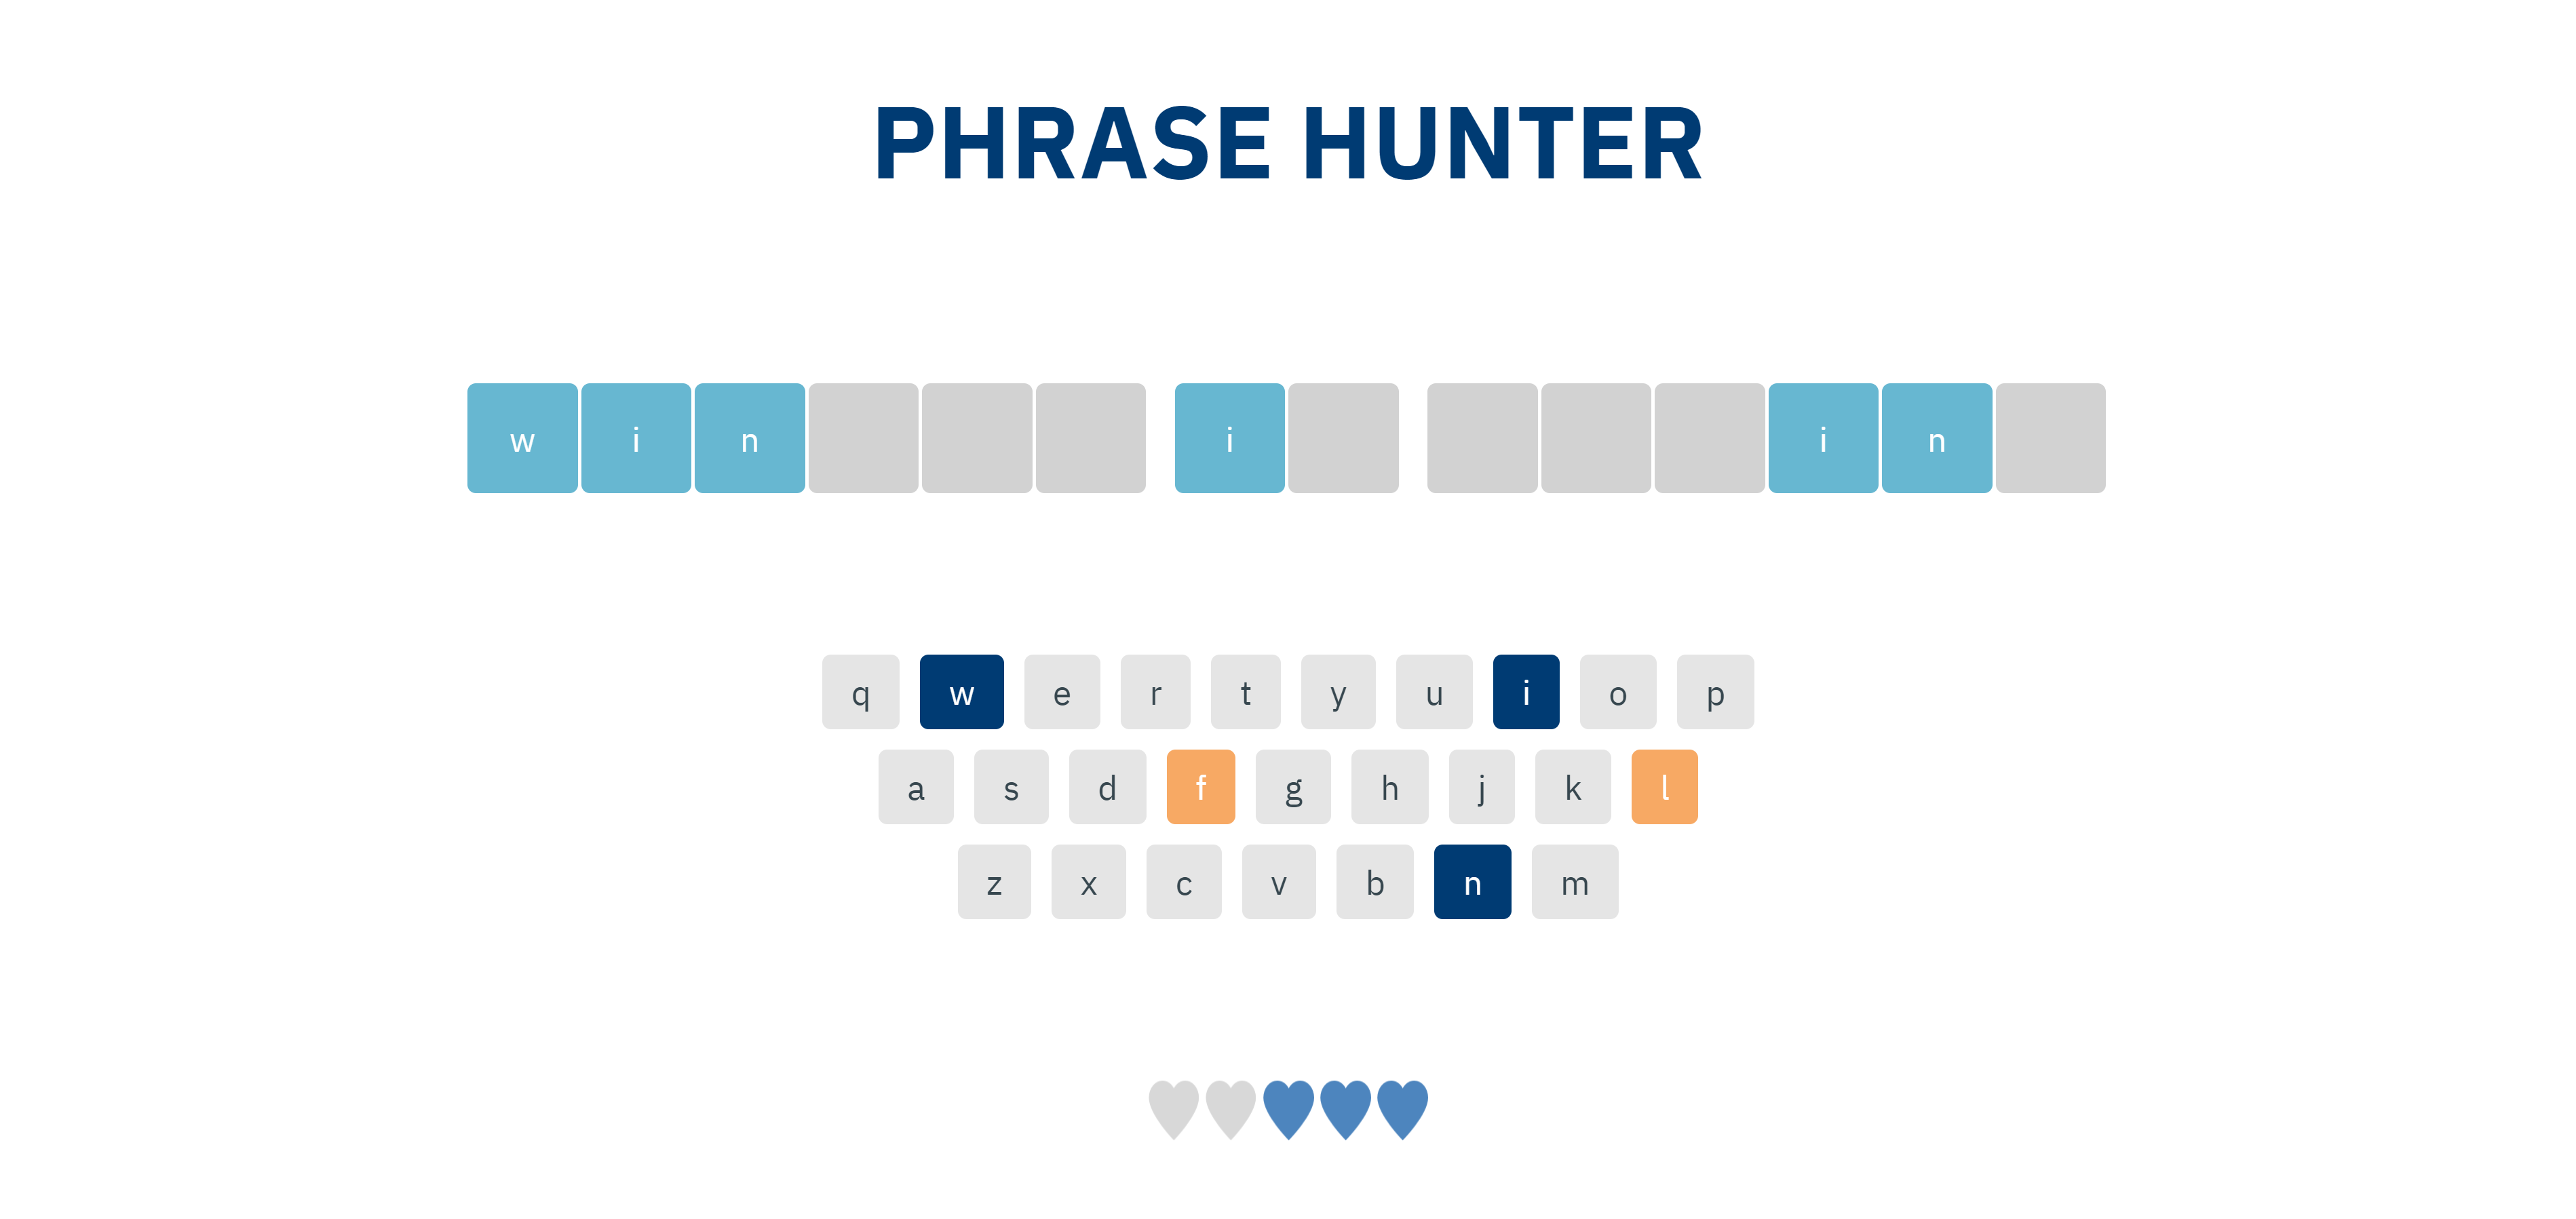 PHRASE HUNTER
w i n i i n
q w e r t y u i o p
a s d f g h j k l
z x c v b n m